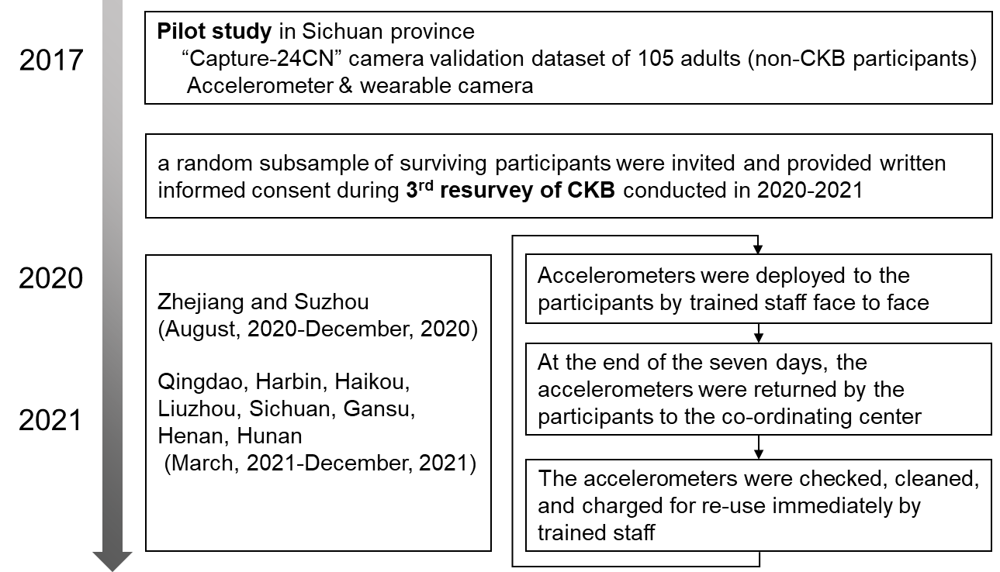 2017
Pilot study in Sichuan province
“Capture-24CN” camera validation dataset of 105 adults (non-CKB participants)
Accelerometer & wearable camera
a random subsample of surviving participants were invited and provided written
informed consent during 3rd resurvey of CKB conducted in 2020-2021
2020
Zhejiang and Suzhou
(August, 2020-December, 2020)
2021
Qingdao, Harbin, Haikou,
Liuzhou, Sichuan, Gansu,
Henan, Hunan
(March, 2021-December, 2021)
Accelerometers were deployed to the
participants by trained staff face to face
At the end of the seven days, the
accelerometers were returned by the
participants to the co-ordinating center
The accelerometers were checked, cleaned,
and charged for re-use immediately by
trained staff